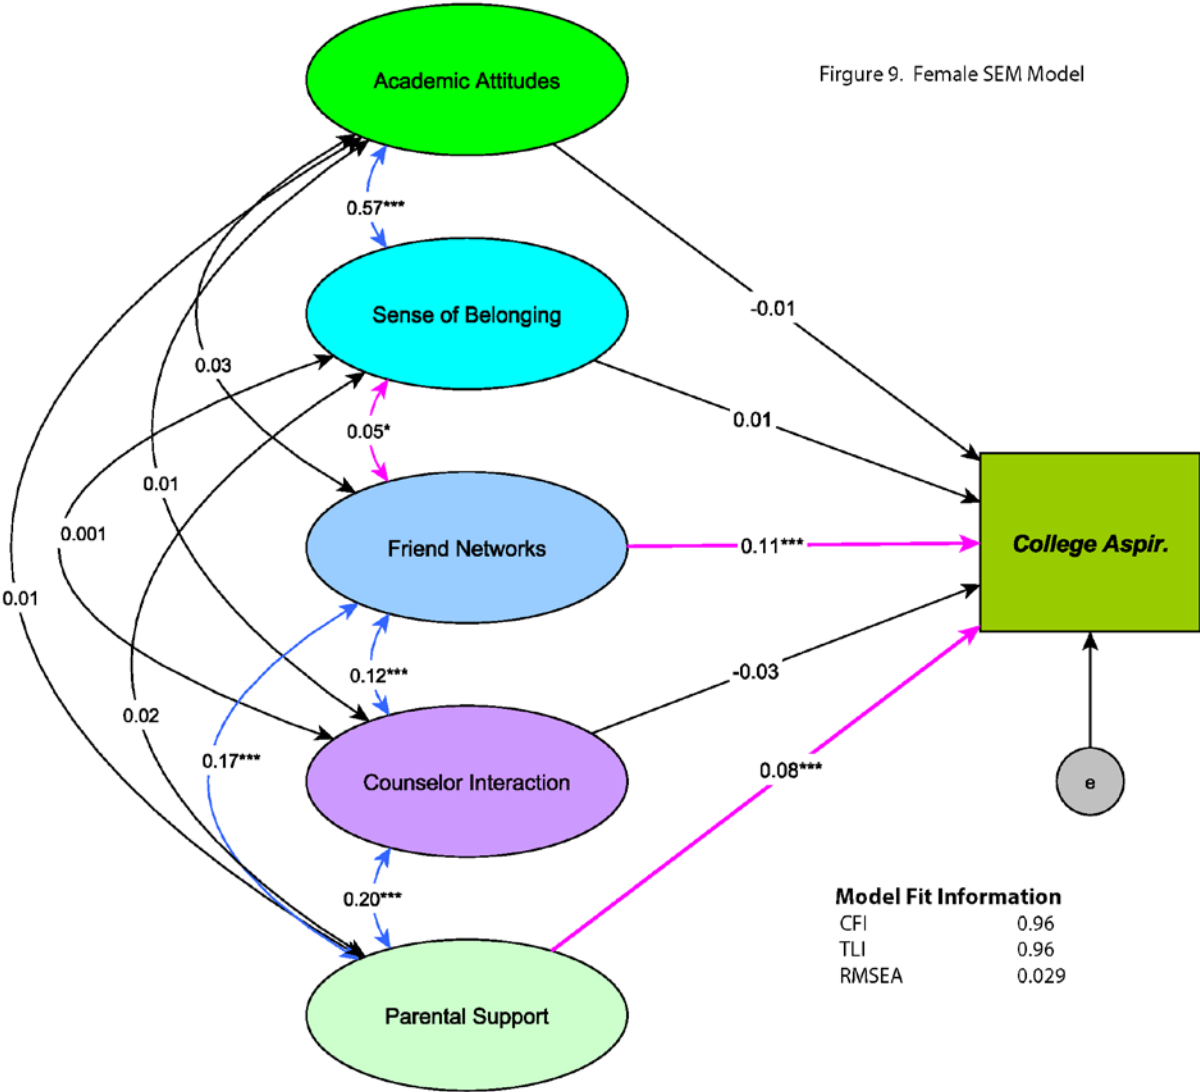 Academic Attitudes
Firgure 9. Female SEM Model
0.57***
Sense of Belonging
-0.01
0.03
0.01
0.05*
0.01
0.001
Friend Networks
0.11***
College Aspir.
0.01
0.12***
-0.03
0.02
0.17***
0.08***
Counselor Interaction
e
0.20***
Model Fit Information
CFI 0.96
TLI 0.96
RMSEA 0.029
Parental Support